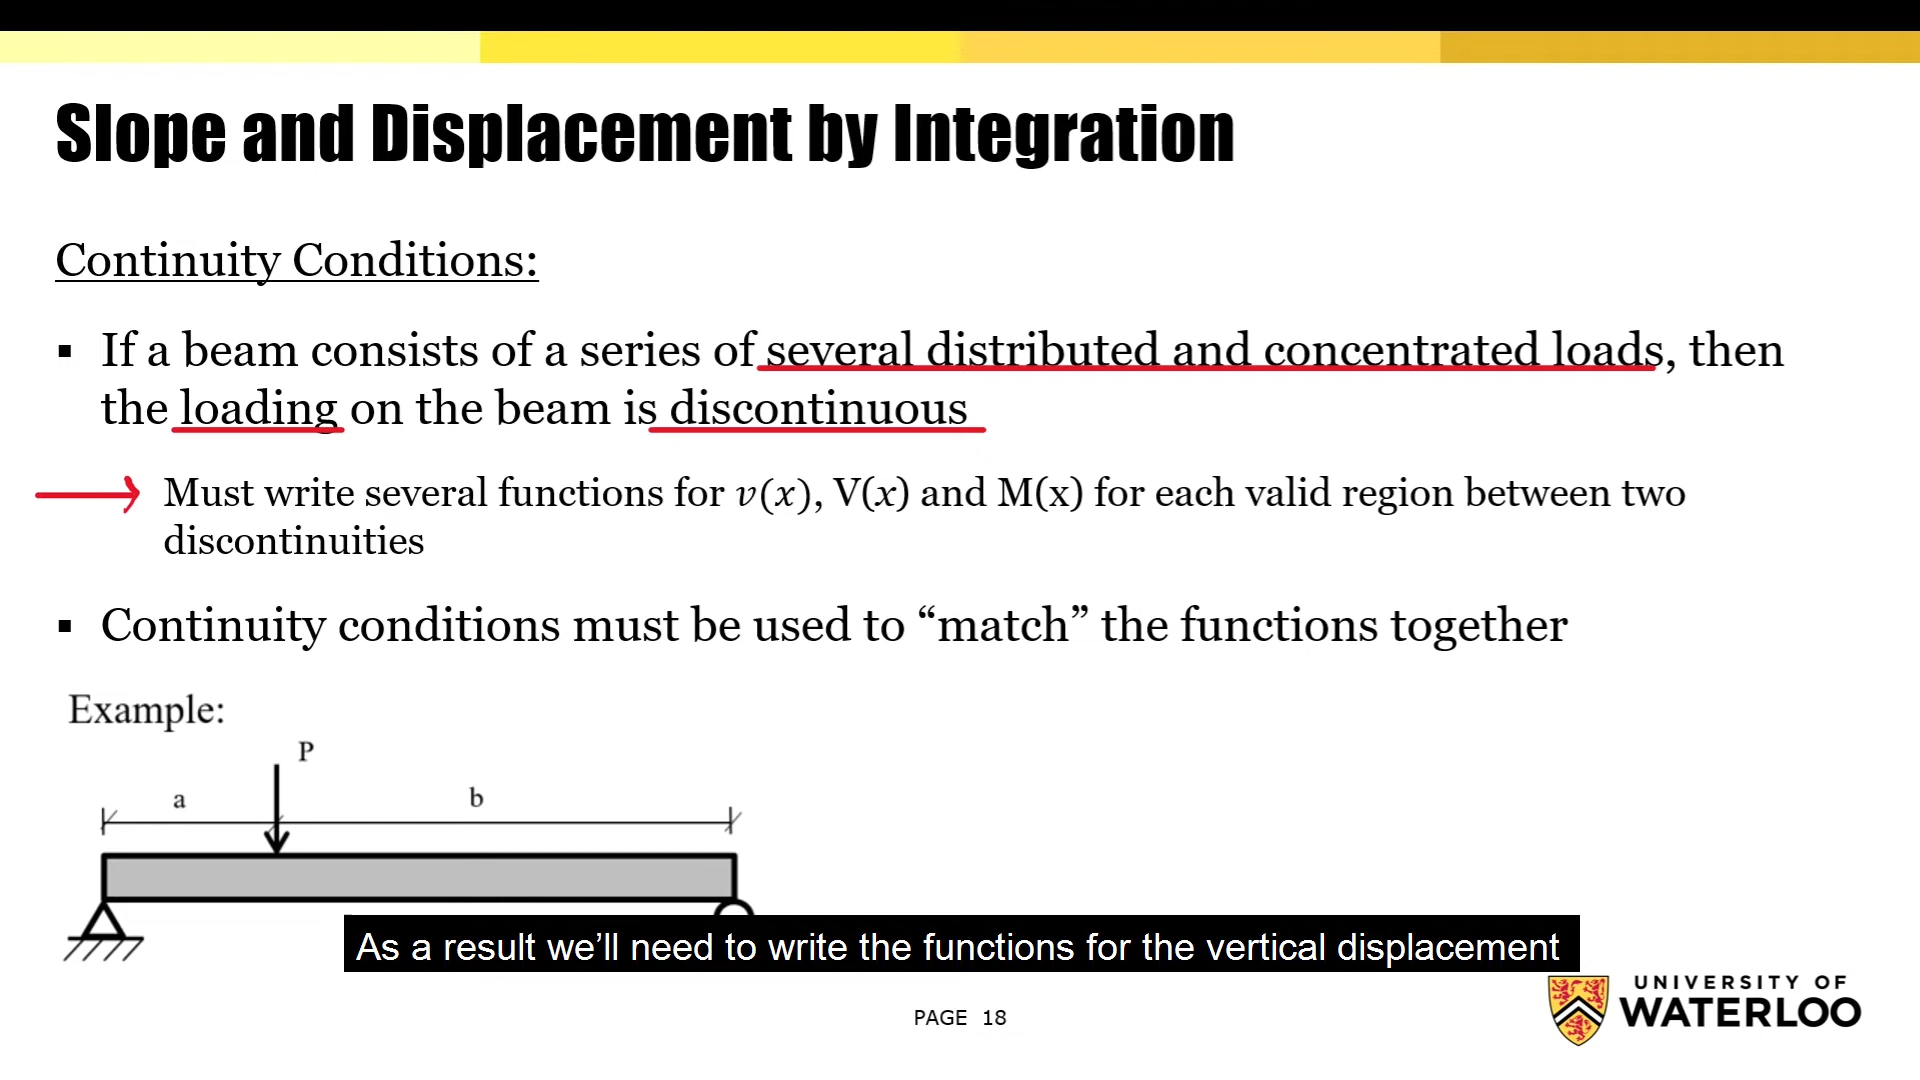 Slope and Displacement by Integration
Continuity Conditions:
▪ If a beam consists of a series of several distributed and concentrated loads, then
the loading on the beam is discontinuous
Must write several functions for v(x), V(x) and M(x) for each valid region between two
discontinuities
▪ Continuity conditions must be used to “match” the functions together
Example:
P
a
b
As a result we’ll need to write the functions for the vertical displacement
PAGE 18
UNIVERSITY OF
WATERLOO